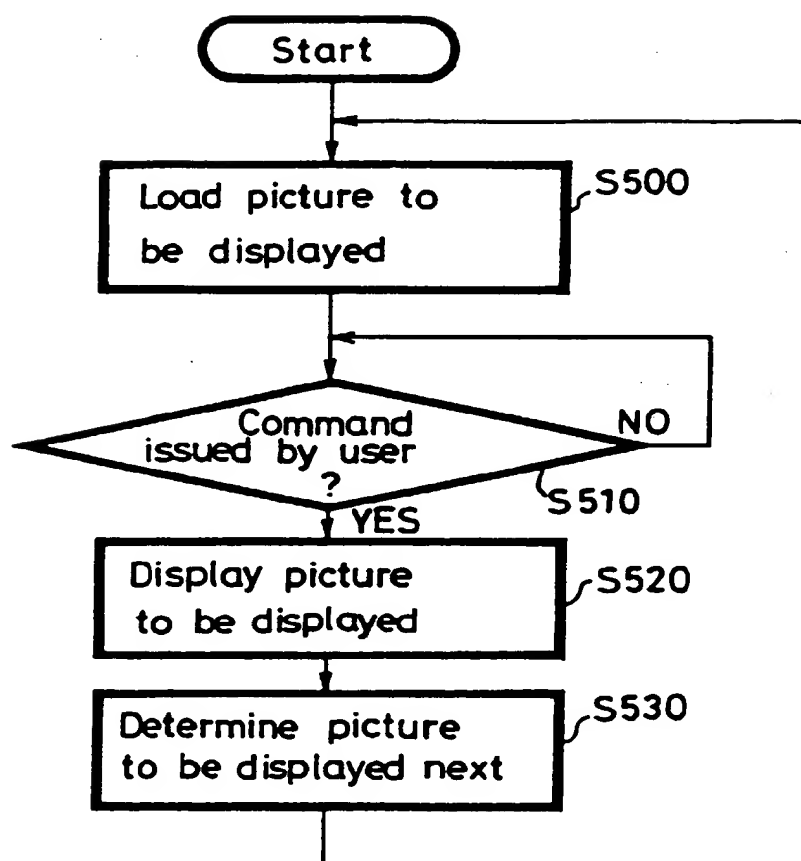 Start
Load picture to
be displayed
S500
Command
issued by user
?
NO
S510
YES
Display picture
to be displayed
S520
Determine picture
to be displayed next
S530